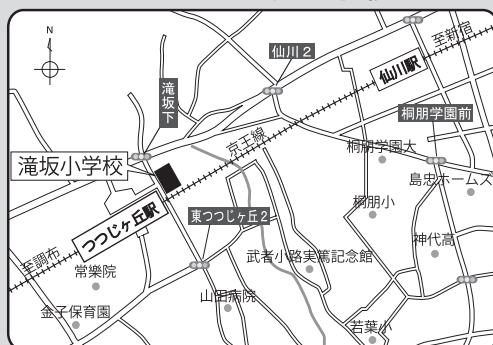 N
至新宿
仙川2
仙川駅
滝坂下
桐朋学園前
京王線
桐朋学園大
滝坂小学校
島忠ホームズ
桐朋小
つつじヶ丘駅
東つつじヶ丘2
神代高
武者小路実篤記念館
至調布
常楽院
山田病院
金子保育園
若葉小